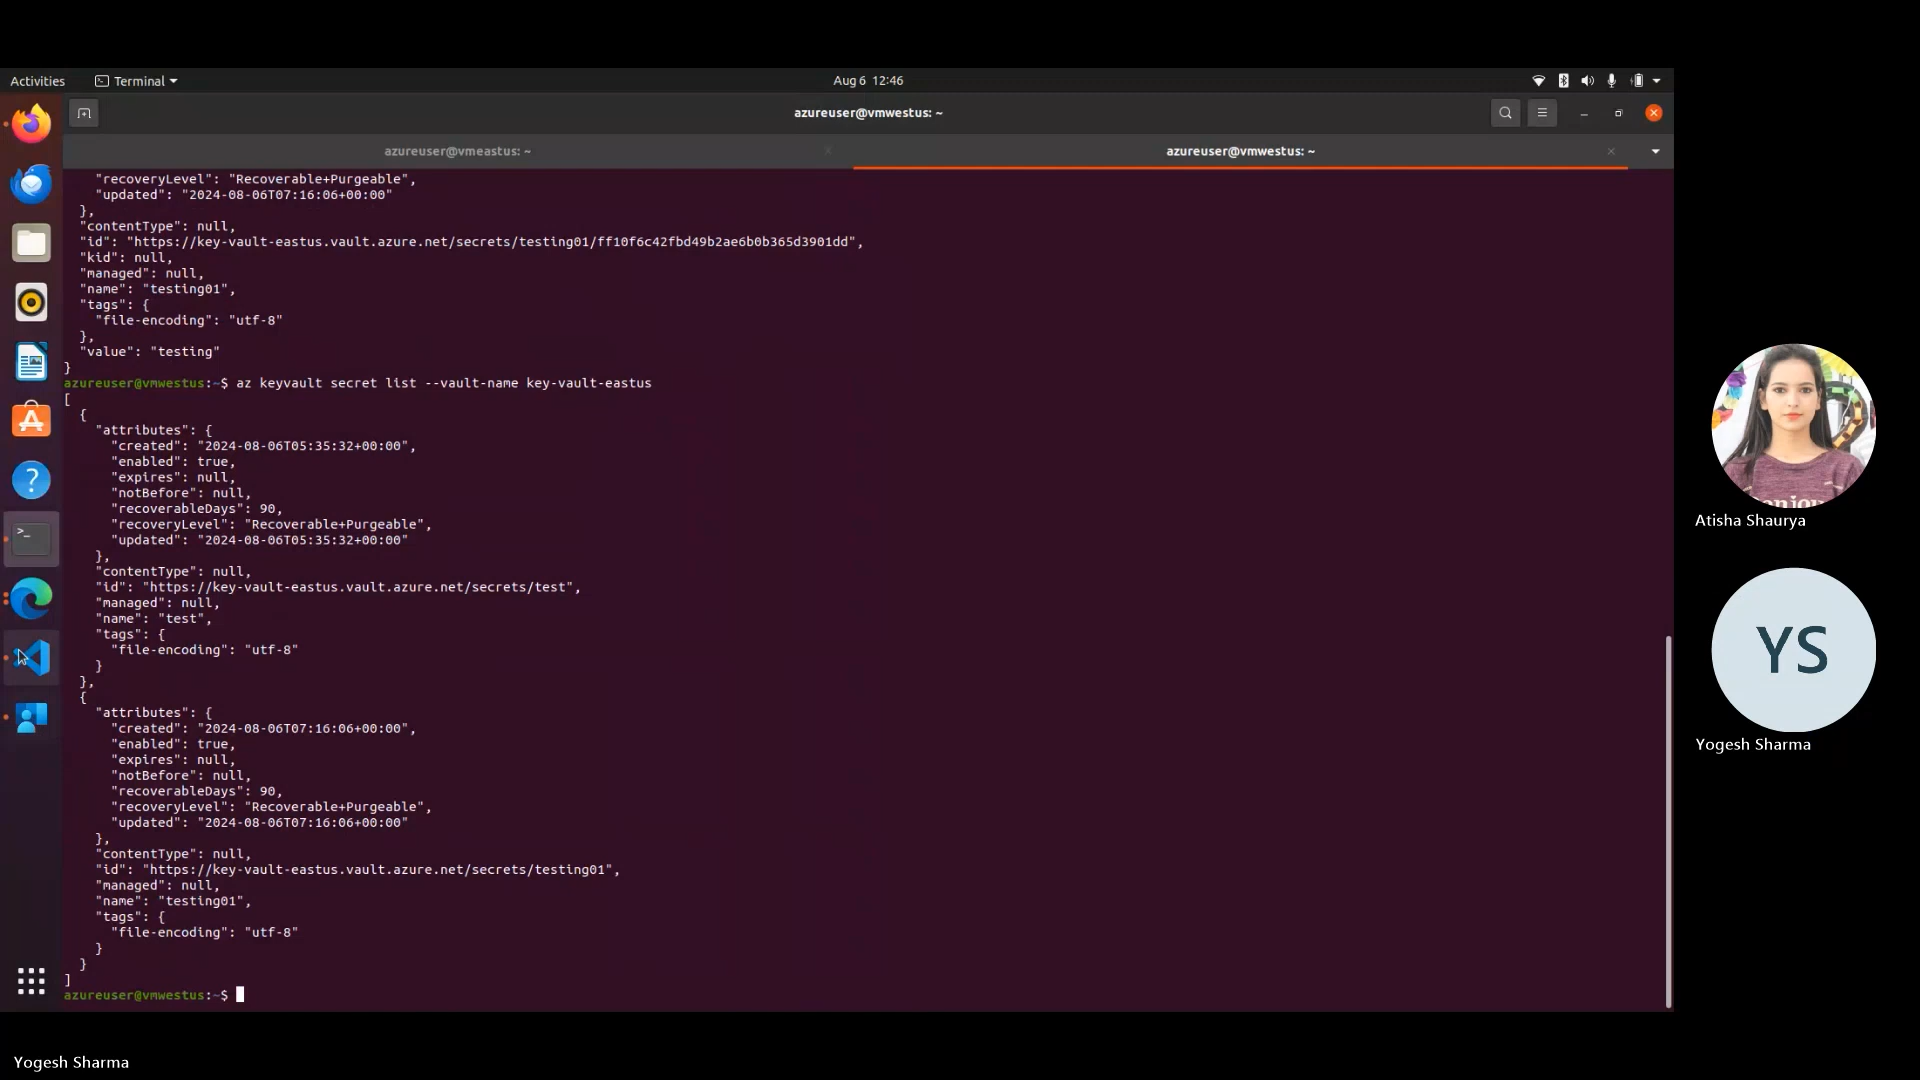 Activities
Terminal
Aug 6 12:46
azureuser@vmwestus: ~
azureuser@vmeastus: ~
azureuser@vmwestus: ~
    "recoveryLevel": "Recoverable+Purgeable",
    "updated": "2024-08-06T07:16:06+00:00"
  },
  "contentType": null,
  "id": "https://key-vault-eastus.vault.azure.net/secrets/testing01/ff10f6c42fbd49b2ae6b0b365d3901dd",
  "kid": null,
  "managed": null,
  "name": "testing01",
  "tags": {
    "file-encoding": "utf-8"
  },
  "value": "testing"
}
azureuser@vmwestus:~$ az keyvault secret list --vault-name key-vault-eastus
[
  {
    "attributes": {
      "created": "2024-08-06T05:35:32+00:00",
      "enabled": true,
      "expires": null,
      "notBefore": null,
      "recoverableDays": 90,
      "recoveryLevel": "Recoverable+Purgeable",
      "updated": "2024-08-06T05:35:32+00:00"
    },
    "contentType": null,
    "id": "https://key-vault-eastus.vault.azure.net/secrets/test",
    "managed": null,
    "name": "test",
    "tags": {
      "file-encoding": "utf-8"
    }
  },
  {
    "attributes": {
      "created": "2024-08-06T07:16:06+00:00",
      "enabled": true,
      "expires": null,
      "notBefore": null,
      "recoverableDays": 90,
      "recoveryLevel": "Recoverable+Purgeable",
      "updated": "2024-08-06T07:16:06+00:00"
    },
    "contentType": null,
    "id": "https://key-vault-eastus.vault.azure.net/secrets/testing01",
    "managed": null,
    "name": "testing01",
    "tags": {
      "file-encoding": "utf-8"
    }
  }
]
azureuser@vmwestus:~$
Atisha Shaurya
YS
Yogesh Sharma
Yogesh Sharma